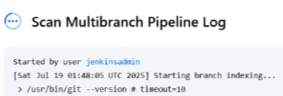 Scan Multibranch Pipeline Log
Started by user jenkinsadmin
[Sat Jul 19 01:48:05 UTC 2025] Starting branch indexing...
> /usr/bin/git --version # timeout=10